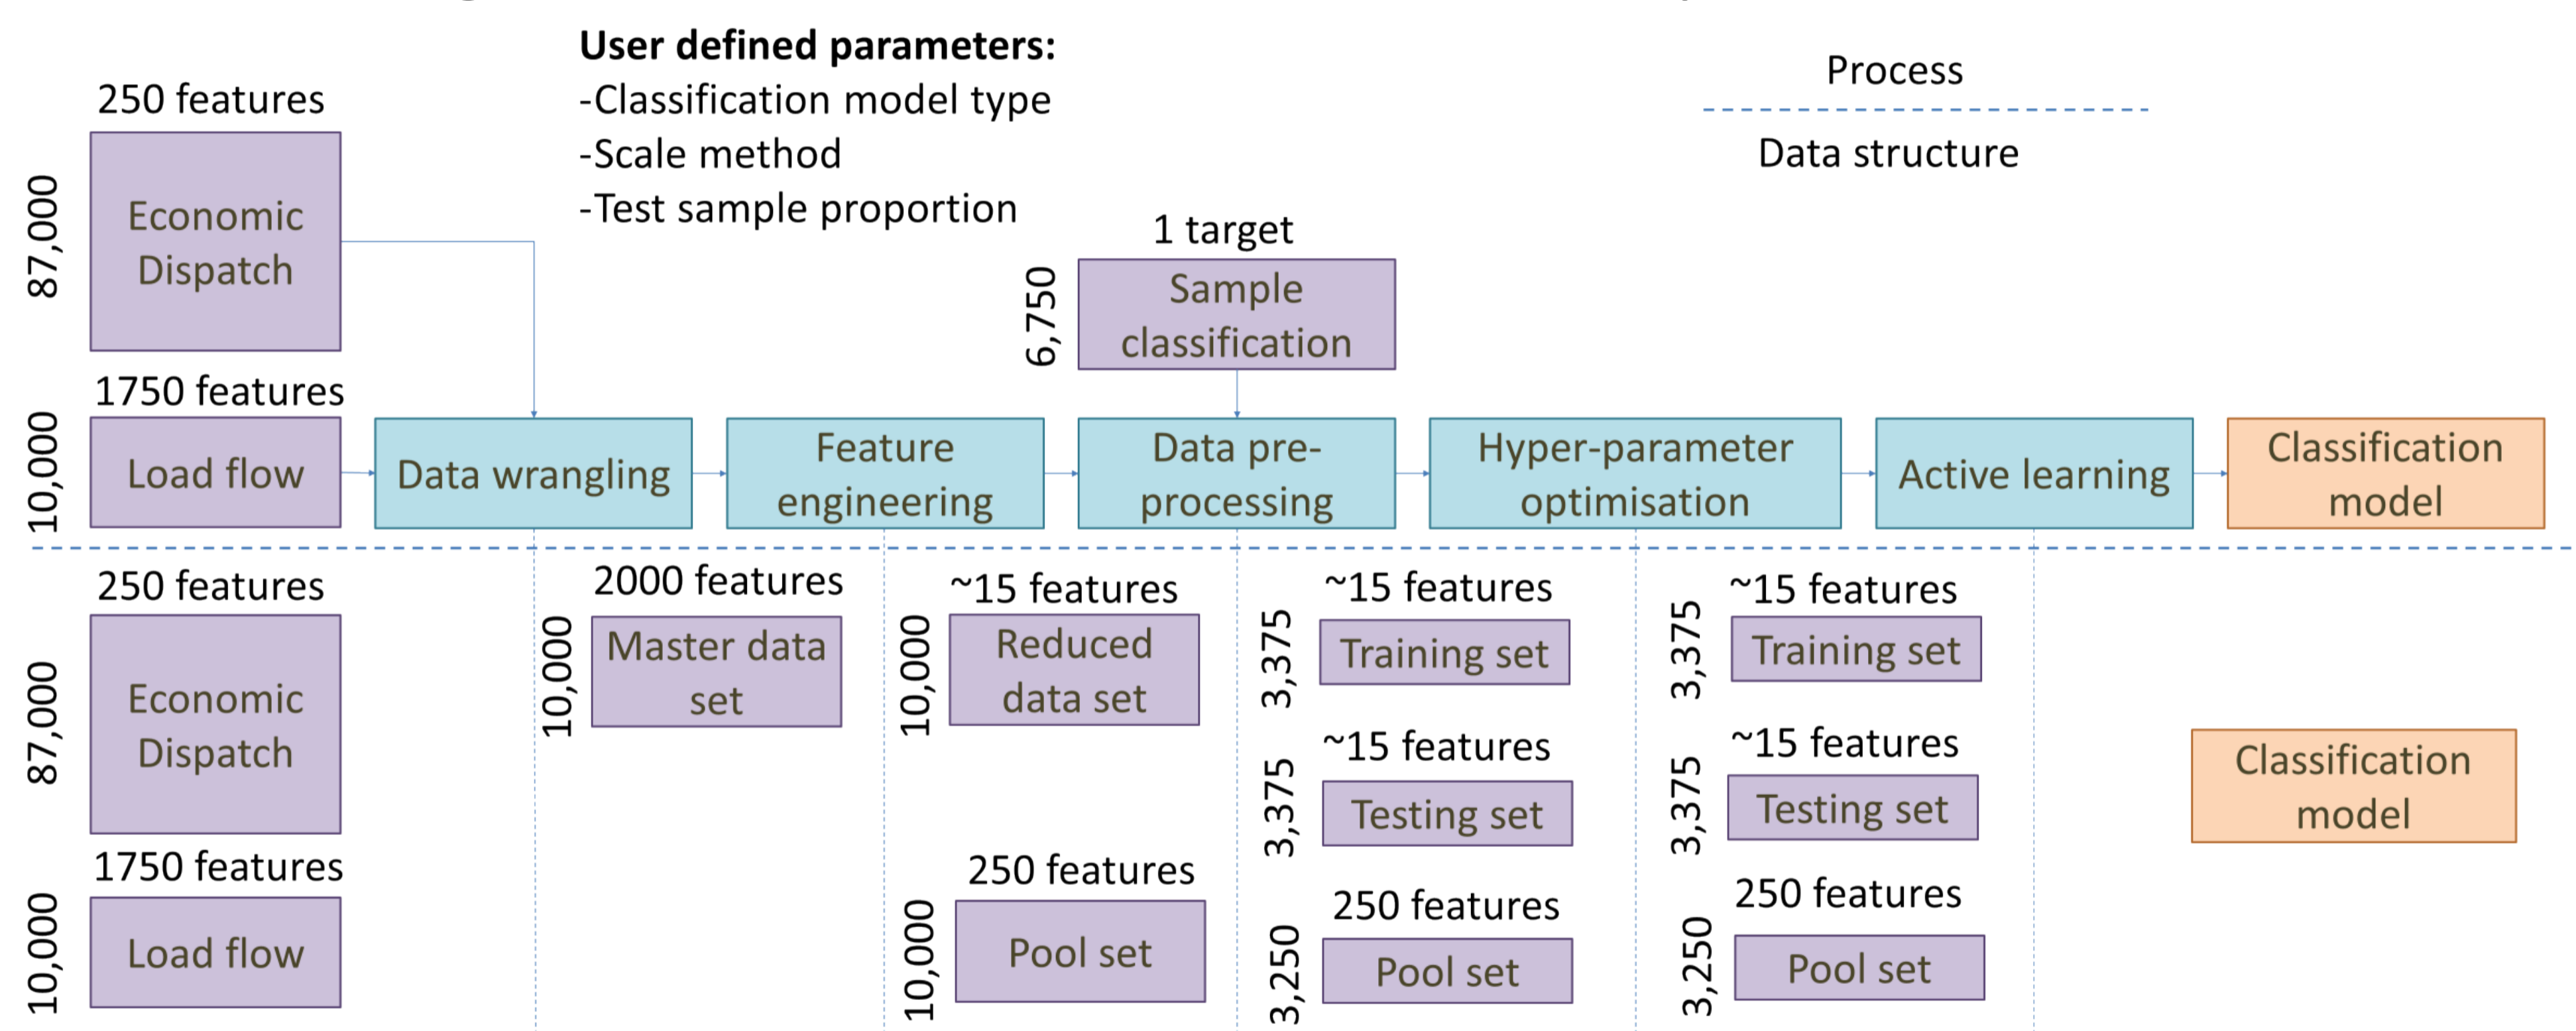 User defined parameters:
-Classification model type
-Scale method
-Test sample proportion
Process
Data structure
250 features
87,000
Economic
Dispatch
1 target
6,750
Sample
classification
1750 features
10,000
Load flow
Data wrangling
Feature
engineering
Data pre-
processing
Hyper-parameter
optimisation
Active learning
Classification
model
250 features
87,000
Economic
Dispatch
1750 features
10,000
Load flow
2000 features
10,000
Master data
set
~15 features
10,000
Reduced
data set
250 features
10,000
Pool set
~15 features
3,375
Training set
~15 features
3,375
Testing set
250 features
3,250
Pool set
~15 features
3,375
Training set
~15 features
3,375
Testing set
250 features
3,250
Pool set
Classification
model